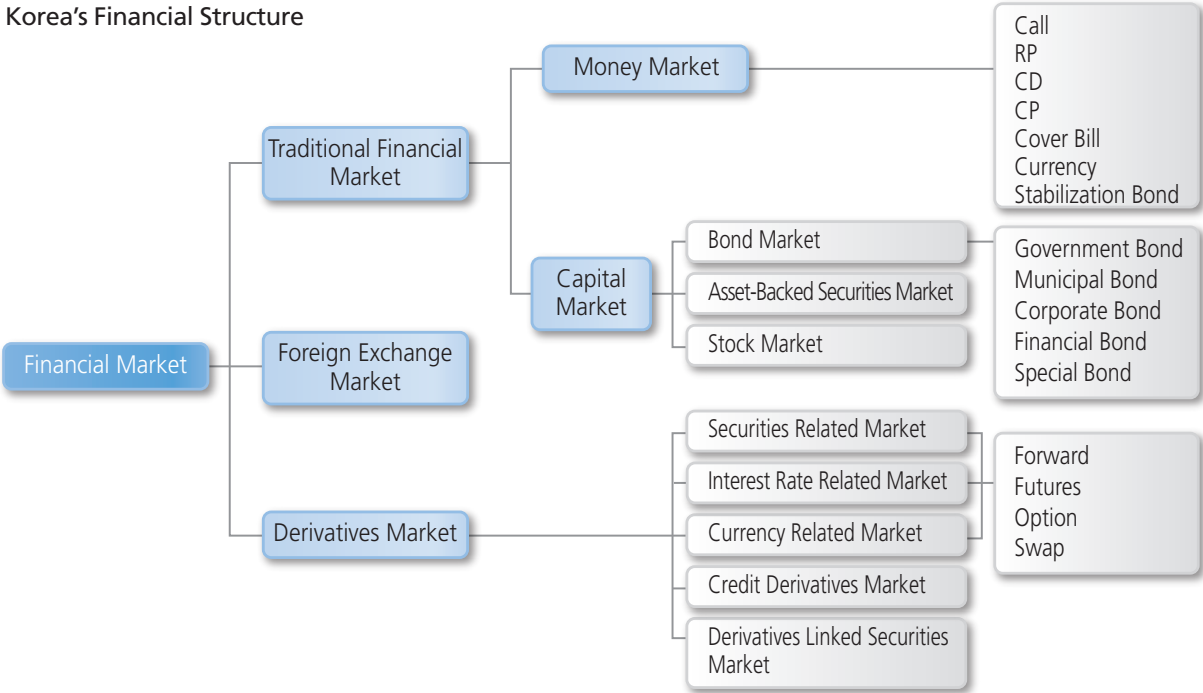 Korea's Financial Structure
Money Market
Call
RP
CD
CP
Cover Bill
Currency
Stabilization Bond
Traditional Financial
Market
Capital
Market
Bond Market
Asset-Backed Securities Market
Stock Market
Government Bond
Municipal Bond
Corporate Bond
Financial Bond
Special Bond
Financial Market
Foreign Exchange
Market
Derivatives Market
Securities Related Market
Interest Rate Related Market
Currency Related Market
Credit Derivatives Market
Derivatives Linked Securities
Market
Forward
Futures
Option
Swap